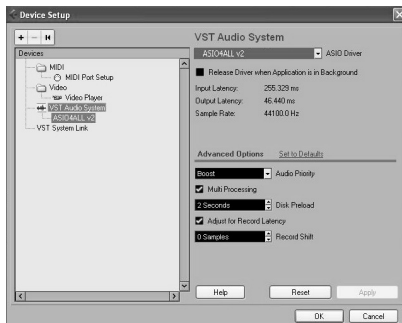 Device Setup
+ − |◀
Devices
MIDI
MIDI Port Setup
Video
Video Player
VST Audio System
ASIO4ALL v2
VST System Link
VST Audio System
ASIO4ALL v2 ASIO Driver
Release Driver when Application is in Background
Input Latency: 255.329 ms
Output Latency: 46.440 ms
Sample Rate: 44100.0 Hz
Advanced Options Set to Defaults
Boost Audio Priority
Multi Processing
2 Seconds Disk Preload
Adjust for Record Latency
0 Samples Record Shift
Help Reset Apply
OK Cancel